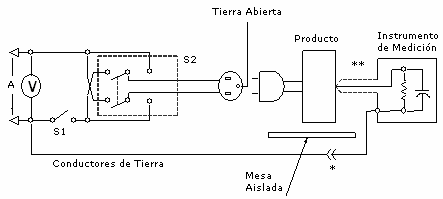 Tierra Abierta
Producto
Instrumento
de Medición
S2
**
A
V
S1
Conductores de Tierra
*
Mesa
Aislada